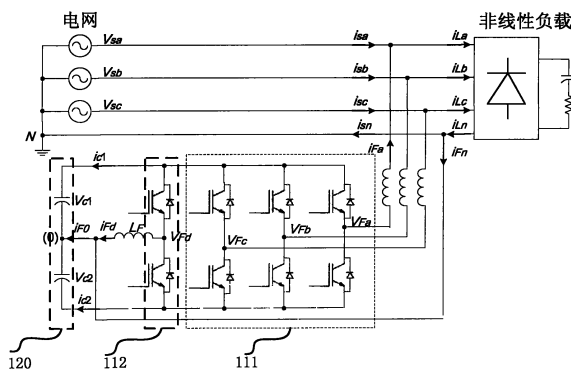 电网
非线性负载
Vsa
isa
iLa
Vsb
isb
iLb
Vsc
isc
iLc
N
isn
iLn
iFa
iFn
ic1
Vc1
(0)
iF0
iFd
LF
VFd
VFc
VFb
VFa
Vc2
ic2
120
112
111